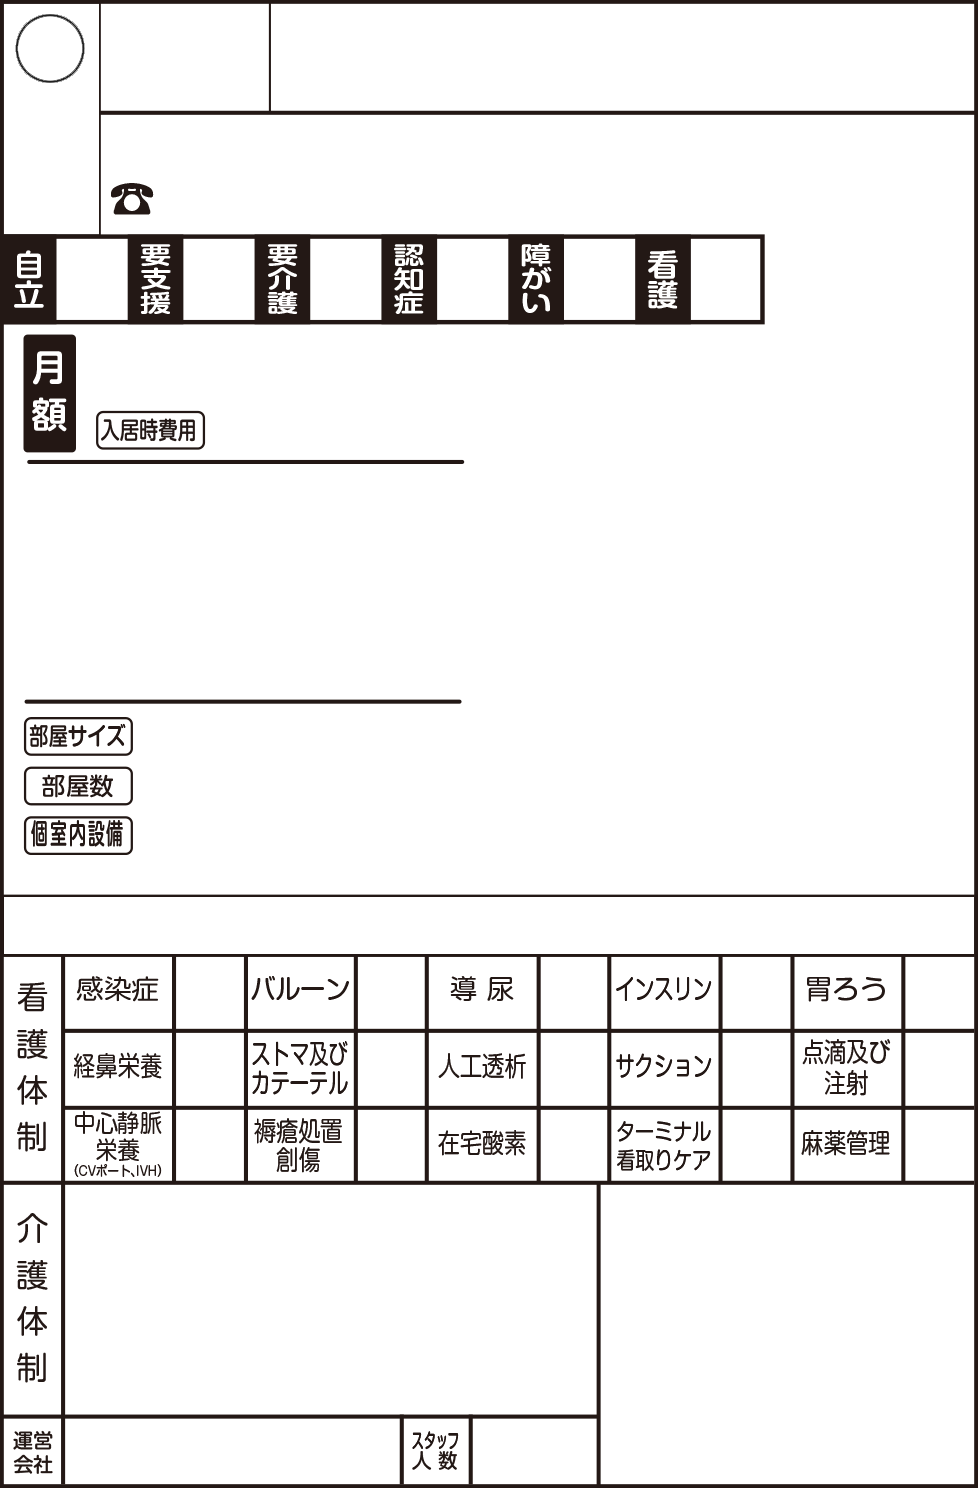 ☎
自立
要支援
要介護
認知症
障がい
看護
月額
入居時費用
部屋サイズ
部屋数
個室内設備
看護体制
感染症
バルーン
導尿
インスリン
胃ろう
経鼻栄養
ストマ及び
カテーテル
人工透析
サクション
点滴及び
注射
中心静脈
栄養
(CVポート、IVH)
褥瘡処置
創傷
在宅酸素
ターミナル
看取りケア
麻薬管理
介護体制
運営
会社
スタッフ
人数